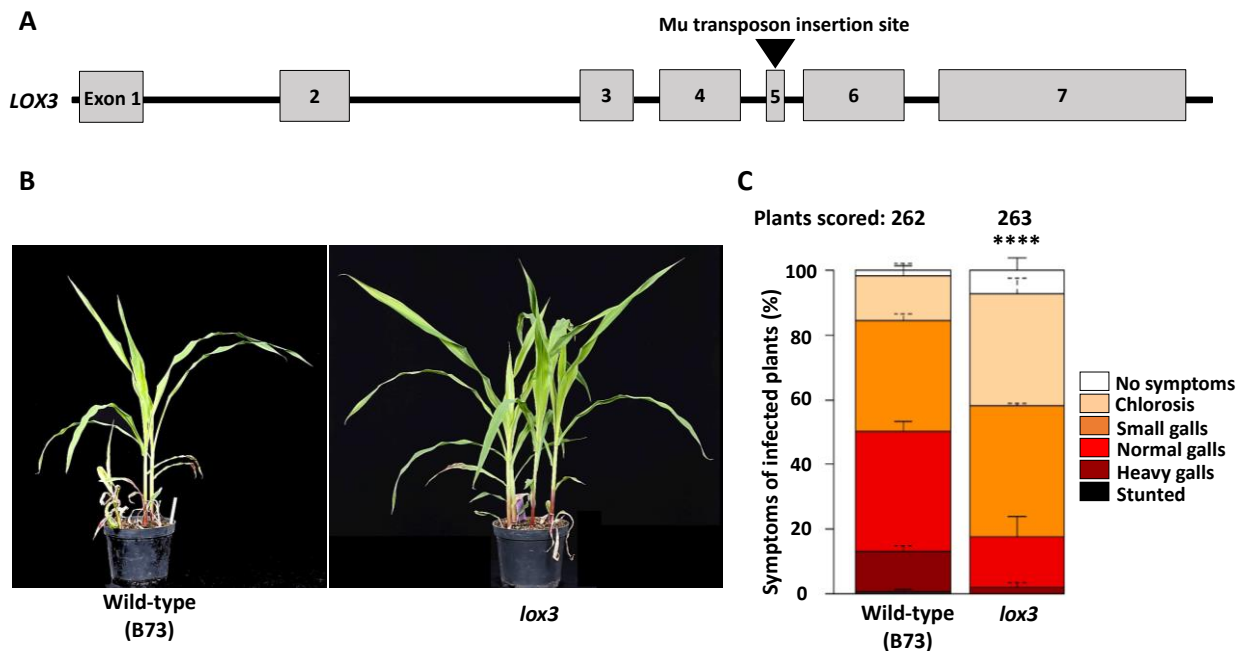 A
Mu transposon insertion site
LOX3
Exon 1 2 3 4 5 6 7
B
Wild-type
(B73)
lox3
C
Plants scored: 262 263
****
Symptoms of infected plants (%)
100
80
60
40
20
0
Wild-type
(B73)
lox3
No symptoms
Chlorosis
Small galls
Normal galls
Heavy galls
Stunted